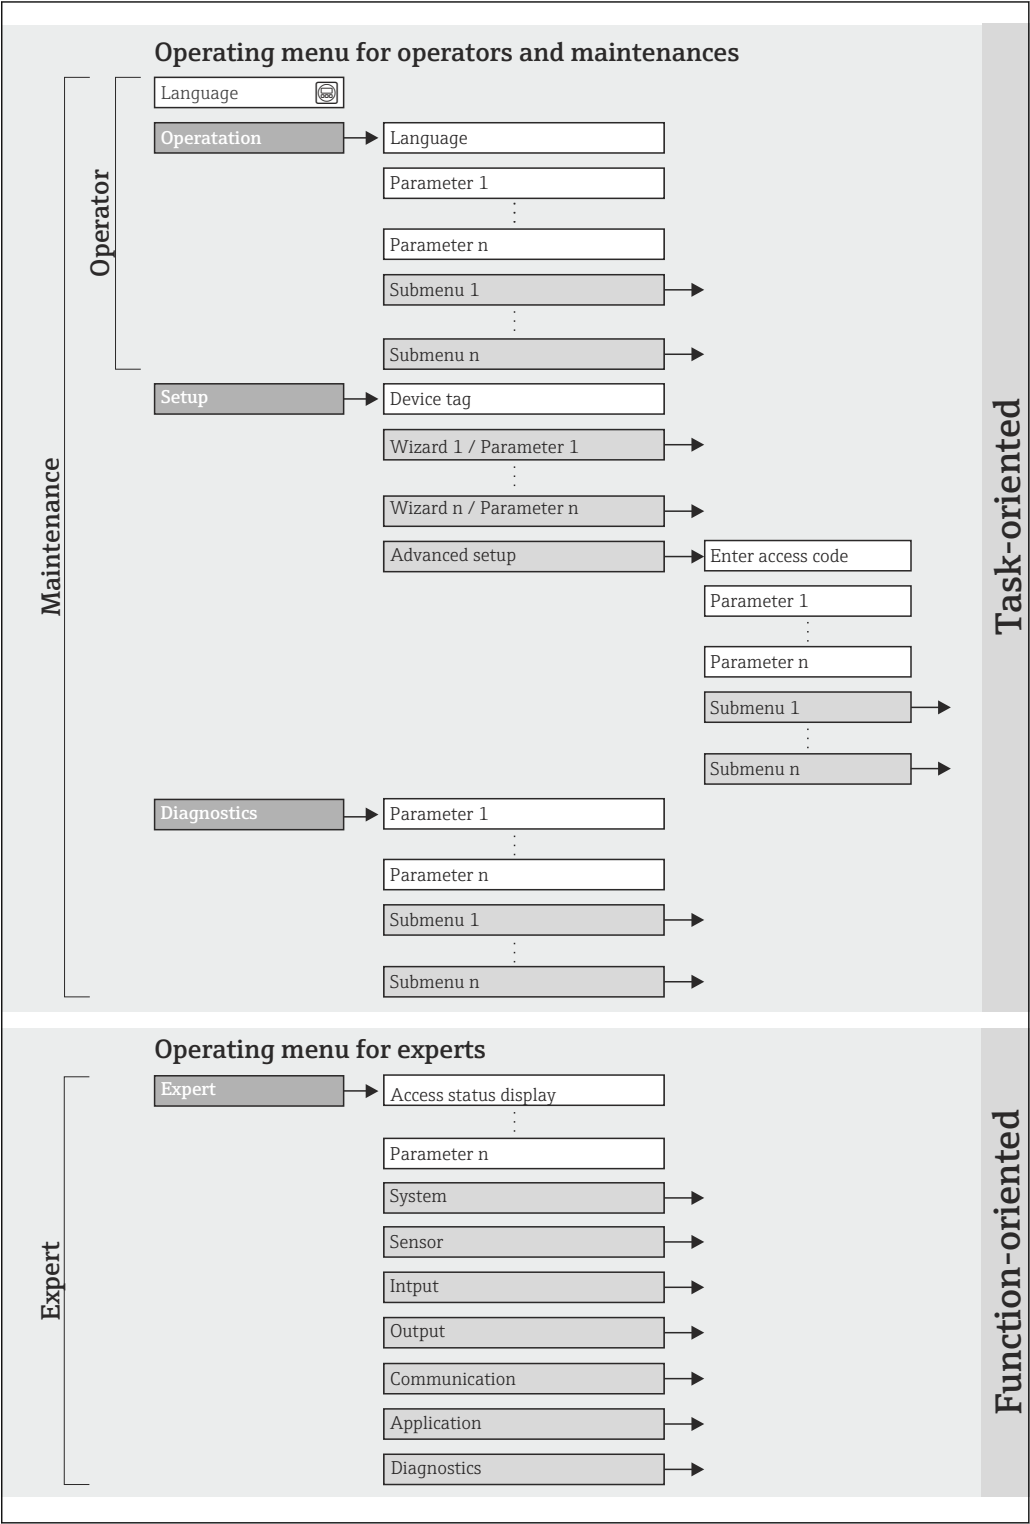 Operating menu for operators and maintenances
Language
Operatation
Language
Parameter 1
Parameter n
Submenu 1
Submenu n
Operator
Setup
Device tag
Wizard 1 / Parameter 1
Wizard n / Parameter n
Advanced setup
Enter access code
Parameter 1
Parameter n
Submenu 1
Submenu n
Maintenance
Diagnostics
Parameter 1
Parameter n
Submenu 1
Submenu n
Task-oriented
Operating menu for experts
Expert
Access status display
Parameter n
System
Sensor
Intput
Output
Communication
Application
Diagnostics
Expert
Function-oriented